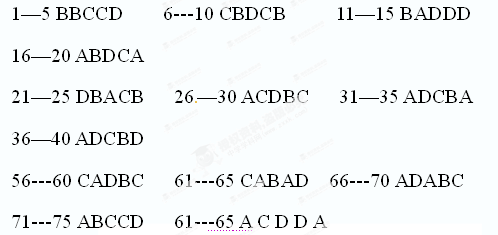 1—5 BBCCD 6---10 CBDCB 11—15 BADDD
16—20 ABDCA
21—25 DBACB 26—30 ACDBC 31—35 ADCBA
36—40 ADCBD
56---60 CADBC 61---65 CABAD 66---70 ADABC
71---75 ABCCD 61---65 A C D D A